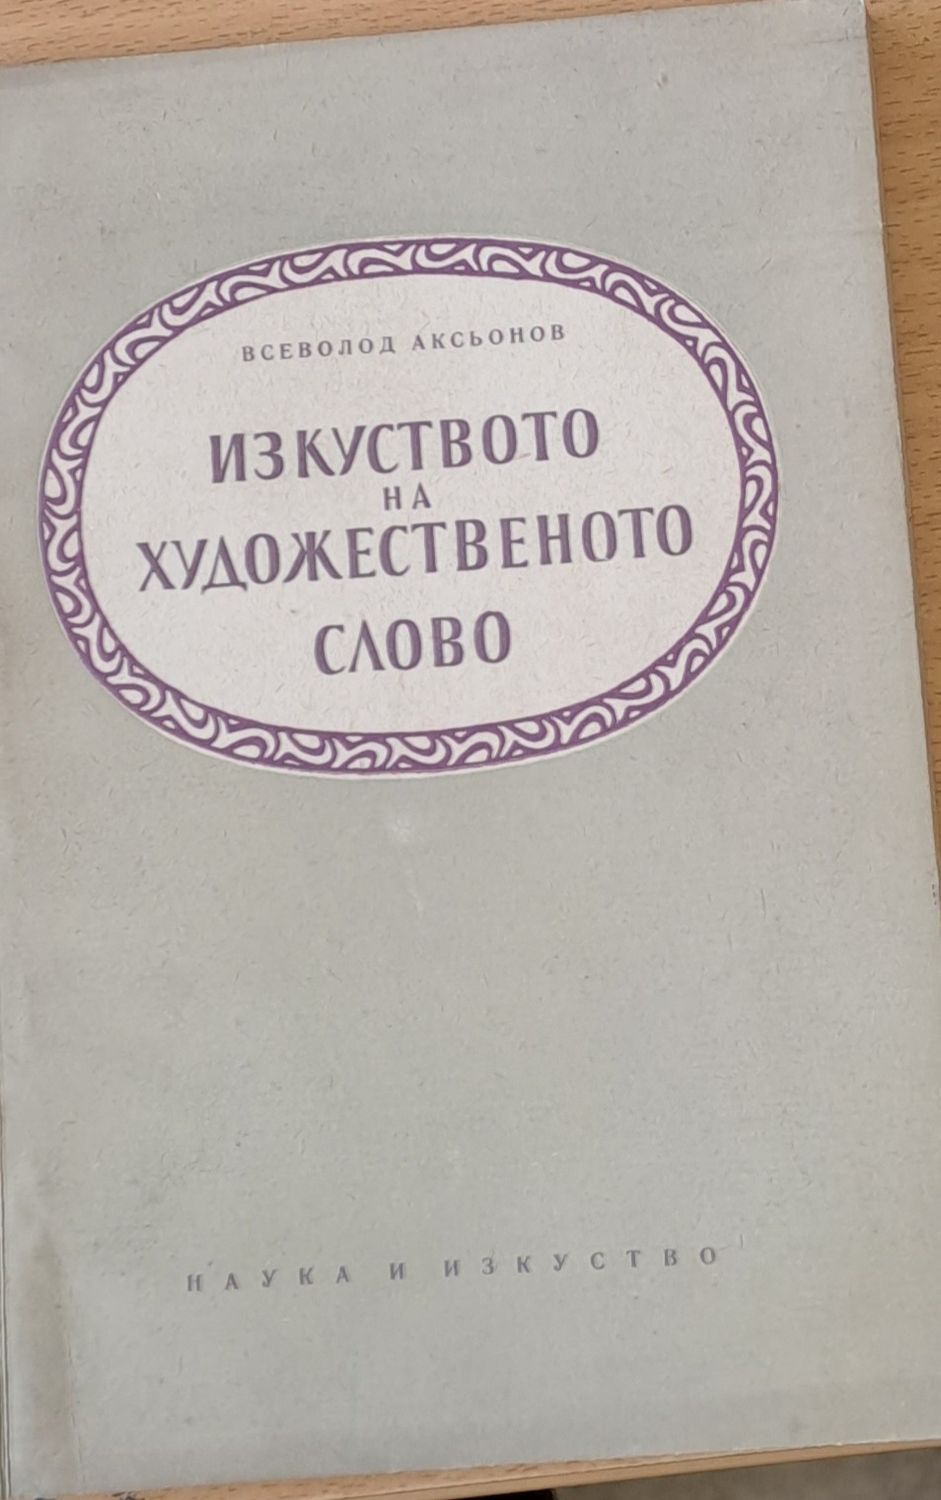 ВСЕВОЛОД АКСЬОНОВ
ИЗКУСТВОТО
НА
ХУДОЖЕСТВЕНОТО
СЛОВО
НАУКА И ИЗКУСТВО